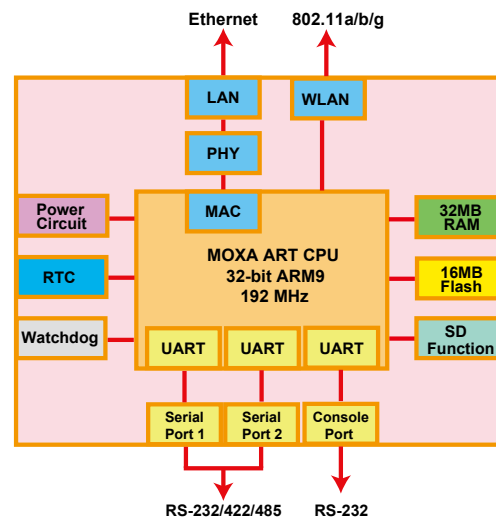 Ethernet
802.11a/b/g
LAN
WLAN
PHY
MAC
Power
Circuit
32MB
RAM
MOXA ART CPU
32-bit ARM9
192 MHz
RTC
16MB
Flash
Watchdog
SD
Function
UART
UART
UART
Serial
Port 1
Serial
Port 2
Console
Port
RS-232/422/485
RS-232